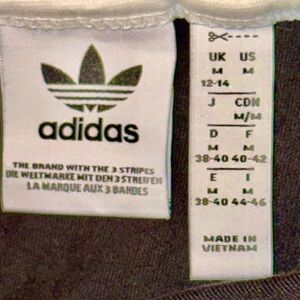 adidas
THE BRAND WITH THE 3 STRIPES
DIE WELTMARKE MIT DEN 3 STREIFEN
LA MARQUE AUX 3 BANDES
UK US
M M
12-14
J CDN
M/M
D F
M M
38-40 40-42
E I
M M
38-40 44-46
MADE IN
VIETNAM